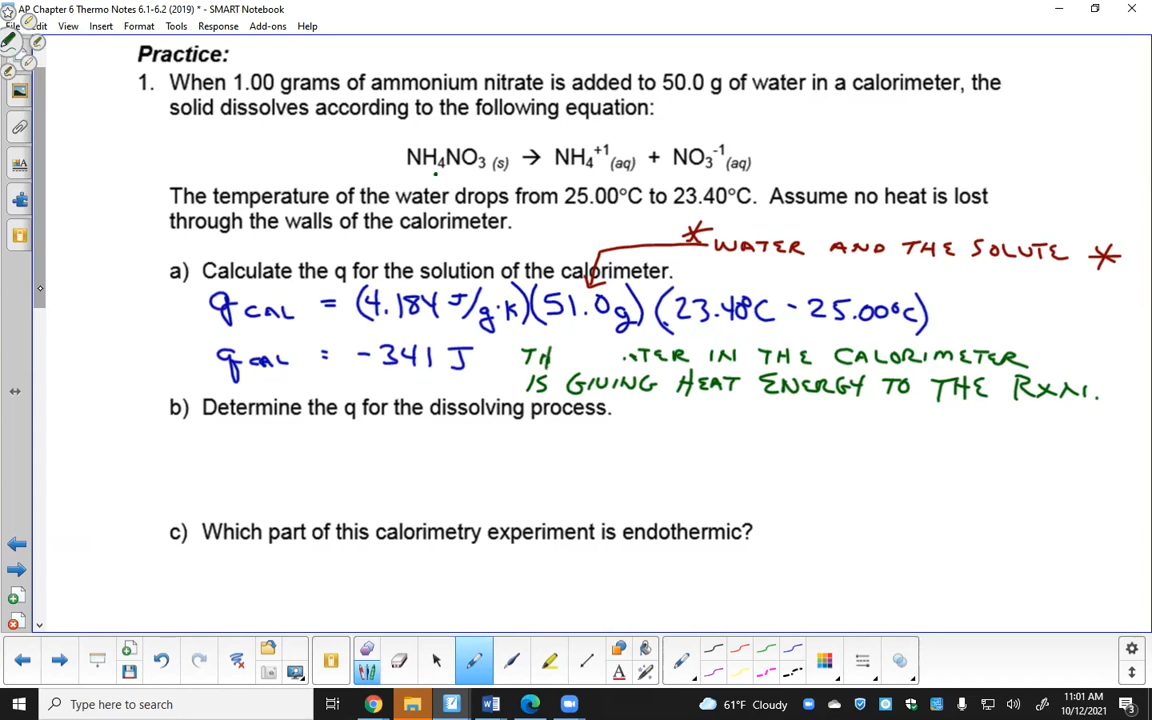 AP Chapter 6 Thermo Notes 6.1-6.2 (2019) * - SMART Notebook
File Edit View Insert Format Tools Response Add-ons Help
Practice:
1. When 1.00 grams of ammonium nitrate is added to 50.0 g of water in a calorimeter, the
solid dissolves according to the following equation:
NH₄NO₃ (s) → NH₄⁺¹(aq) + NO₃⁻¹(aq)
The temperature of the water drops from 25.00°C to 23.40°C. Assume no heat is lost
through the walls of the calorimeter.
* WATER AND THE SOLUTE *
a) Calculate the q for the solution of the calorimeter.
q CAL = (4.184 J/g·K)(51.0g)(23.40°C - 25.00°C)
q CAL = -341 J
IN THE CALORIMETER
IS GIVING HEAT ENERGY TO THE RXN.
b) Determine the q for the dissolving process.
c) Which part of this calorimetry experiment is endothermic?
Type here to search
61°F Cloudy
11:01 AM
10/12/2021
3